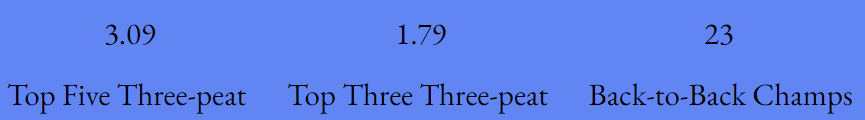 3.09 1.79 23
Top Five Three-peat Top Three Three-peat Back-to-Back Champs